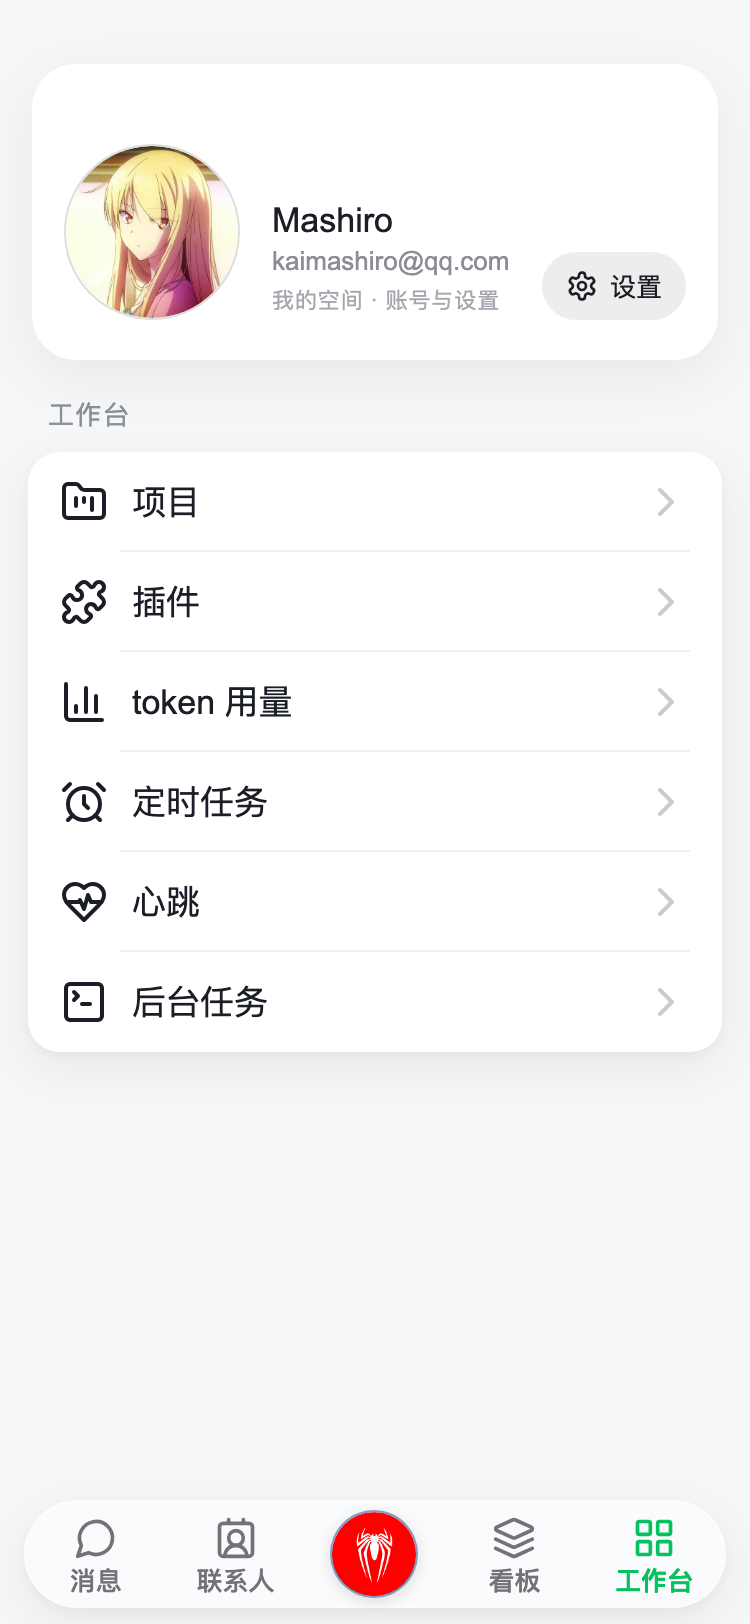 Mashiro
kaimashiro@qq.com
我的空间 · 账号与设置
设置
工作台
项目
插件
token 用量
定时任务
心跳
后台任务
消息
联系人
看板
工作台